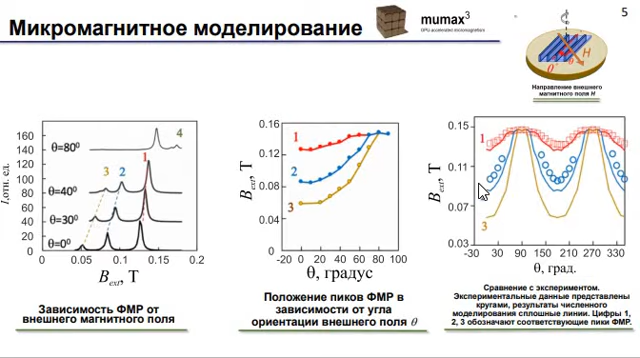 Микромагнитное моделирование
mumax³
GPU accelerated micromagnetism
5
H
θ
Направление внешнего
магнитного поля H
I,отн. ед.
160
140
120
100
80
60
40
20
0
θ=80⁰
θ=40⁰
θ=30⁰
θ=0⁰
4
3
2
1
0.05
0.1
0.15
0.2
Bext, T
Зависимость ФМР от
внешнего магнитного поля
Bext, T
0.16
0.12
0.08
0.04
0
1
2
3
-20
0
20
40
60
80
100
θ, градус
Положение пиков ФМР в
зависимости от угла
ориентации внешнего поля θ
Bext, T
0.15
0.11
0.07
0.03
1
3
-30
30
90
150
210
270
330
θ, град.
Сравнение с экспериментом.
Экспериментальные данные представлены
кругами, результаты численного
моделирования сплошные линии. Цифры 1,
2, 3 обозначают соответствующие пики ФМР.